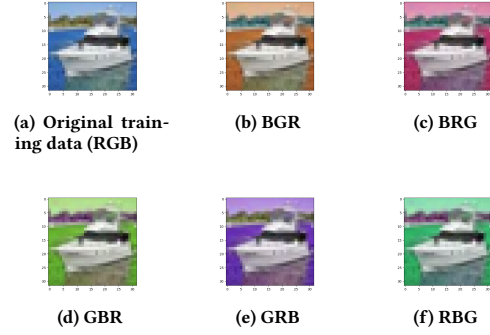 (a) Original train-
ing data (RGB)
(b) BGR
(c) BRG
(d) GBR
(e) GRB
(f) RBG